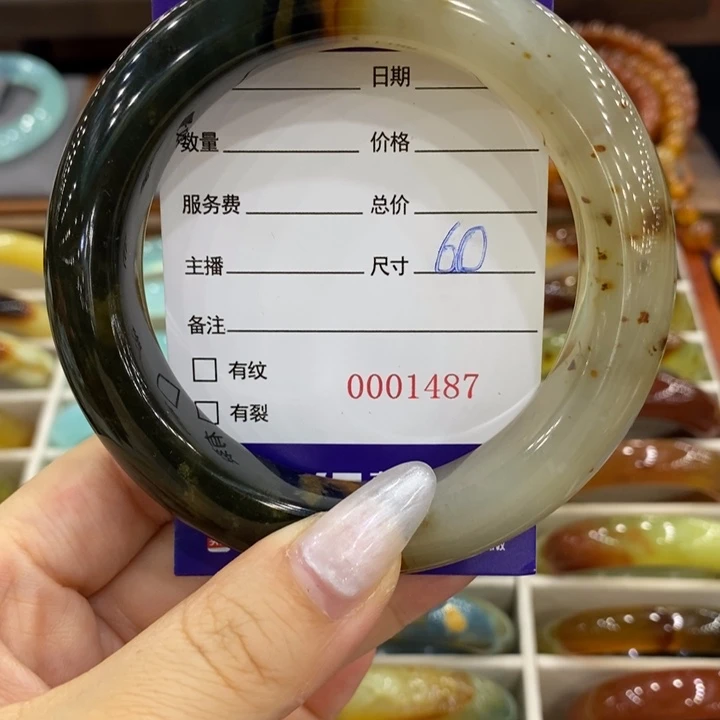 日期
数量 价格
服务费 总价
主播 尺寸 60
备注
有纹
有裂 0001487